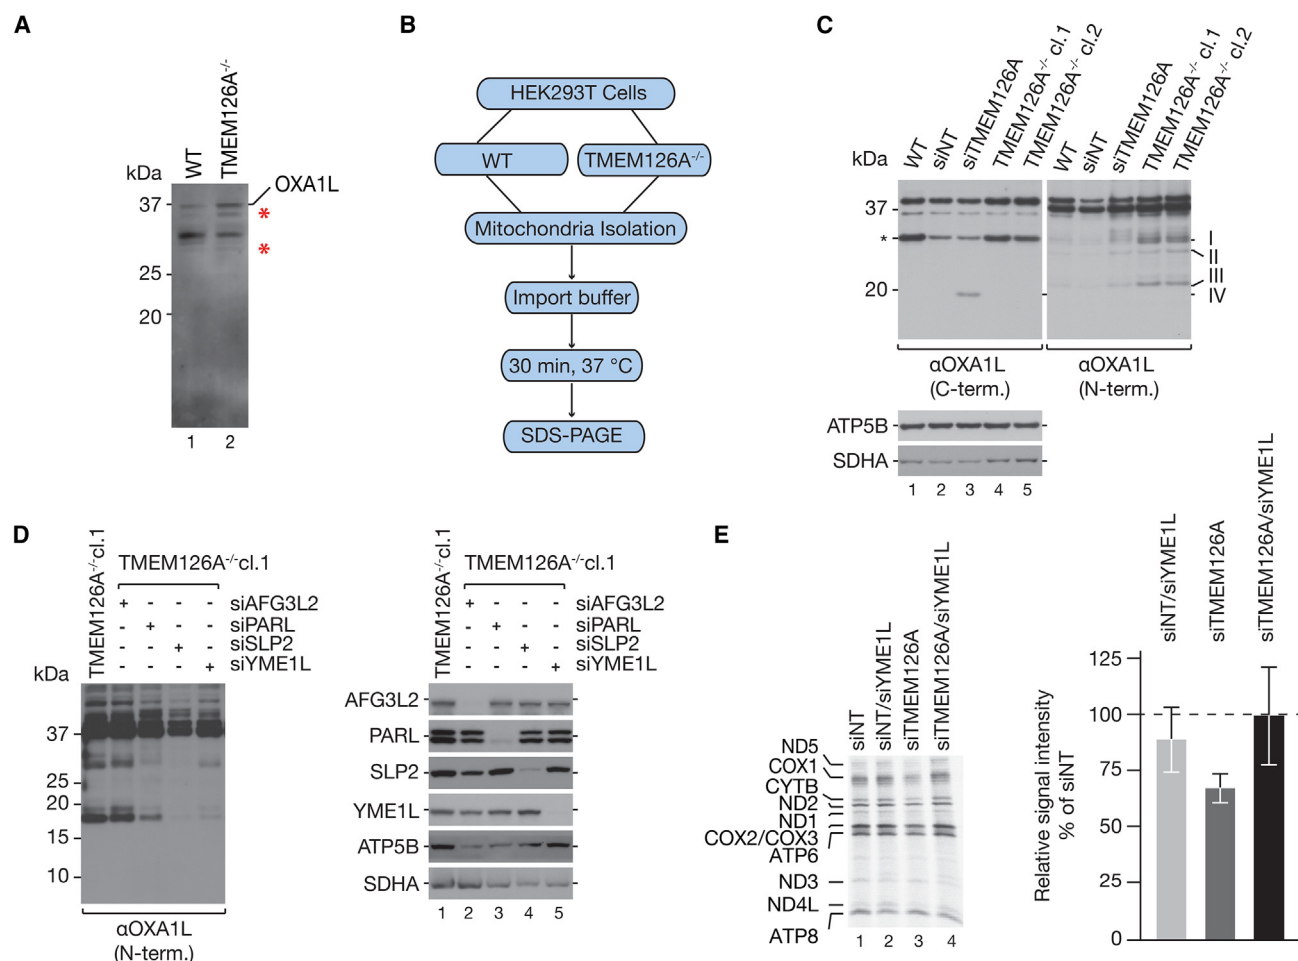 A
WT
TMEM126A-/-
kDa
OXA1L
37
*
*
25
20
1 2
B
HEK293T Cells
WT
TMEM126A-/-
Mitochondria Isolation
Import buffer
30 min, 37 °C
SDS-PAGE
C
WT
siNT
siTMEM126A
TMEM126A-/- cl.1
TMEM126A-/- cl.2
WT
siNT
siTMEM126A
TMEM126A-/- cl.1
TMEM126A-/- cl.2
kDa
37
*
20
I
II
III
IV
αOXA1L
(C-term.)
αOXA1L
(N-term.)
ATP5B
SDHA
1 2 3 4 5
D
TMEM126A-/-cl.1
TMEM126A-/-cl.1
+ - - - siAFG3L2
- + - - siPARL
- - + - siSLP2
- - - + siYME1L
kDa
37
25
20
15
10
αOXA1L
(N-term.)
TMEM126A-/-cl.1
TMEM126A-/-cl.1
+ - - - siAFG3L2
- + - - siPARL
- - + - siSLP2
- - - + siYME1L
AFG3L2
PARL
SLP2
YME1L
ATP5B
SDHA
1 2 3 4 5
E
siNT
siNT/siYME1L
siTMEM126A
siTMEM126A/siYME1L
ND5
COX1
CYTB
ND2
ND1
COX2/COX3
ATP6
ND3
ND4L
ATP8
1 2 3 4
siNT/siYME1L
siTMEM126A
siTMEM126A/siYME1L
Relative signal intensity
% of siNT
125
100
75
50
25
0